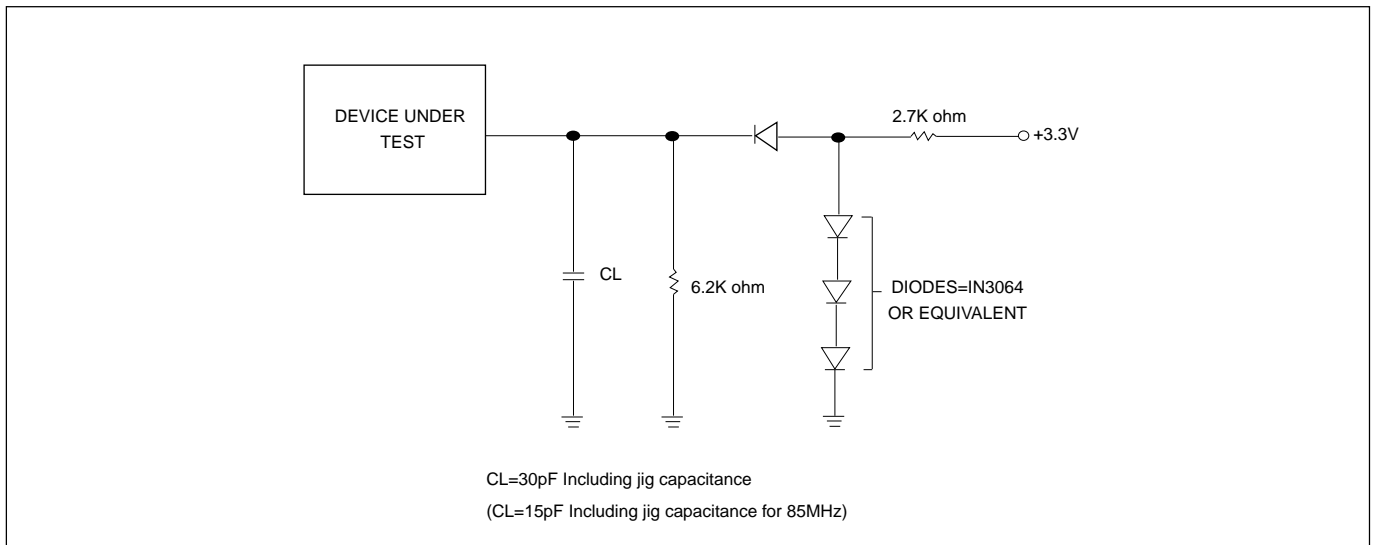 DEVICE UNDER
TEST
2.7K ohm
+3.3V
CL
6.2K ohm
DIODES=IN3064
OR EQUIVALENT
CL=30pF Including jig capacitance
(CL=15pF Including jig capacitance for 85MHz)